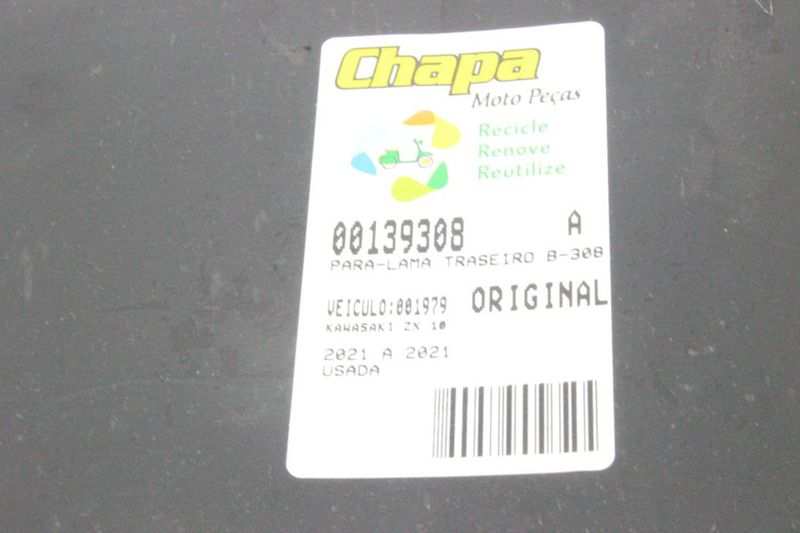 Chapa
Moto Peças
Recicle
Renove
Reutilize
00139308 A
PARA-LAMA TRASEIRO B-308
VEICULO:001979 ORIGINAL
KAWASAKI ZX 10
2021 A 2021
USADA